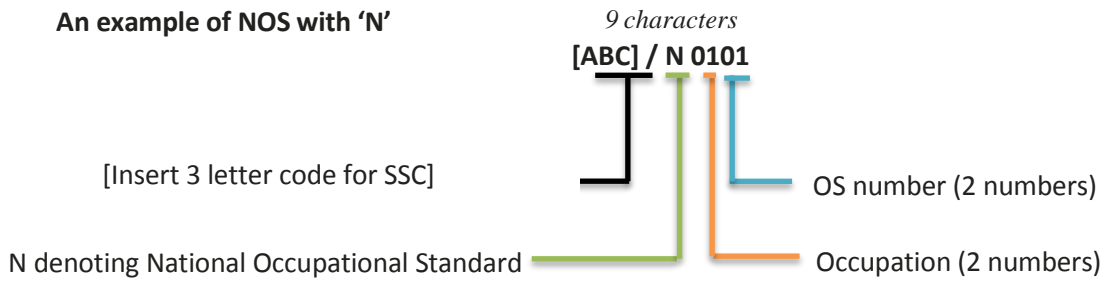 An example of NOS with ‘N’
9 characters
[ABC] / N 0101
[Insert 3 letter code for SSC]
OS number (2 numbers)
N denoting National Occupational Standard
Occupation (2 numbers)